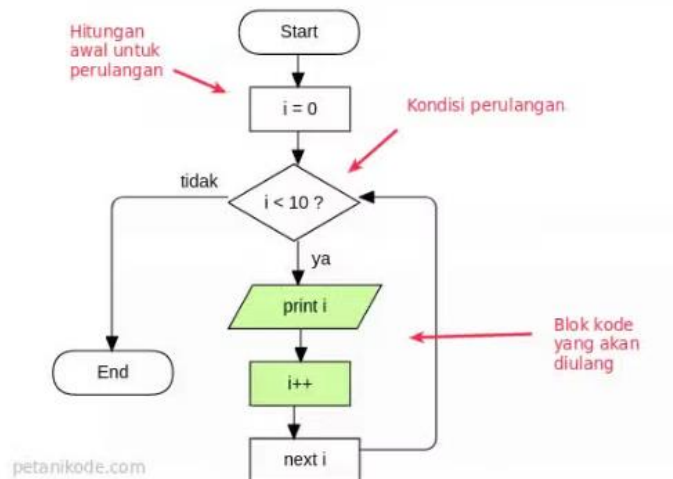 Hitungan
awal untuk
perulangan
Start
i = 0
Kondisi perulangan
tidak
i < 10 ?
ya
print i
Blok kode
yang akan
diulang
End
i++
next i
petanikode.com